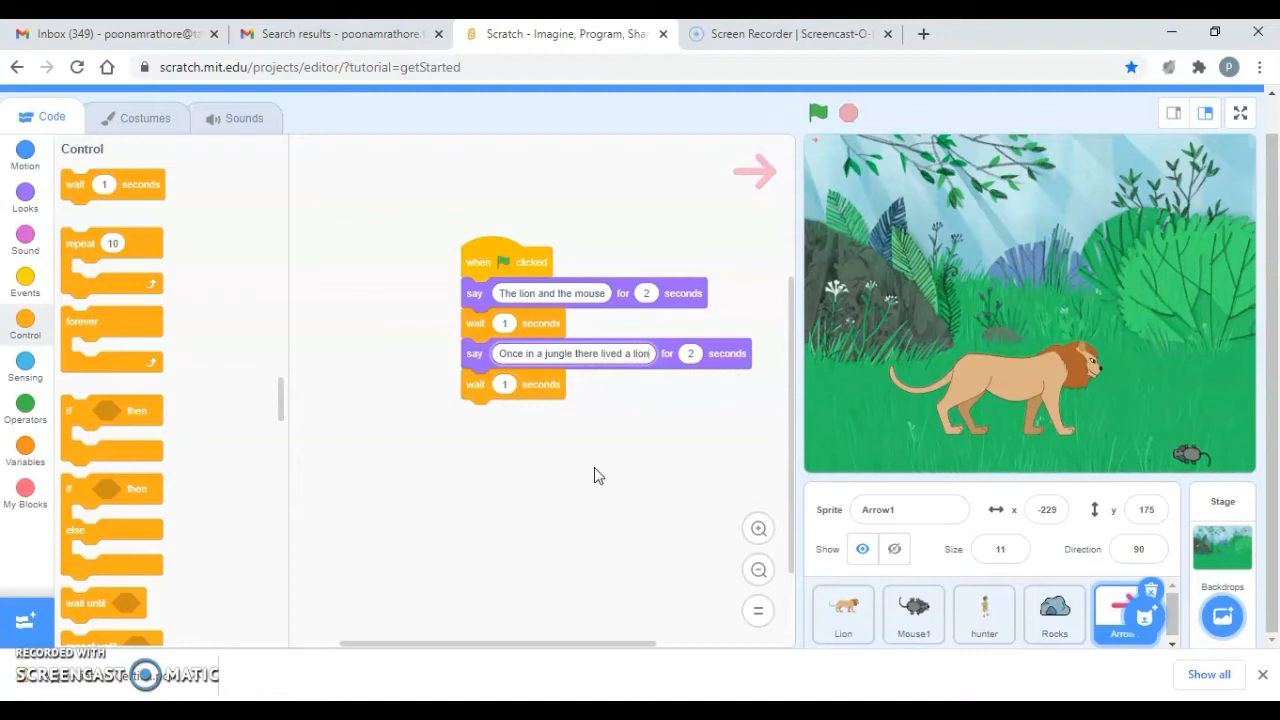 Inbox (349) - poonamrathore@ta
Search results - poonamrathore.
Scratch - Imagine, Program, Sha
Screen Recorder | Screencast-O-
scratch.mit.edu/projects/editor/?tutorial=getStarted
P
Code
Costumes
Sounds
Motion
Looks
Sound
Events
Control
Sensing
Operators
Variables
My Blocks
Control
wait 1 seconds
repeat 10
forever
if then
if then
else
wait until
when clicked
say The lion and the mouse for 2 seconds
wait 1 seconds
say Once in a jungle there lived a lion for 2 seconds
wait 1 seconds
Sprite Arrow1 x -229 y 175
Show Size 11 Direction 90
Lion
Mouse1
hunter
Rocks
Arrow
Stage
Backdrops
RECORDED WITH
SCREENCAST MATIC
Show all